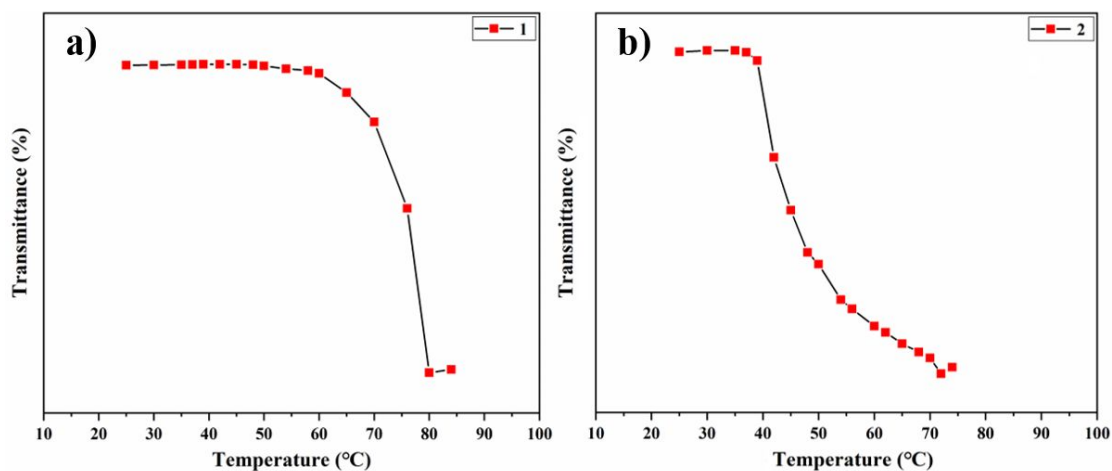 a)
1
Transmittance (%)
10 20 30 40 50 60 70 80 90 100
Temperature (℃)
b)
2
Transmittance (%)
10 20 30 40 50 60 70 80 90 100
Temperature (℃)